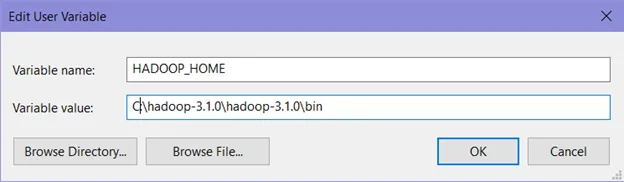 Edit User Variable
Variable name: HADOOP_HOME
Variable value: C:\hadoop-3.1.0\hadoop-3.1.0\bin
Browse Directory... Browse File... OK Cancel